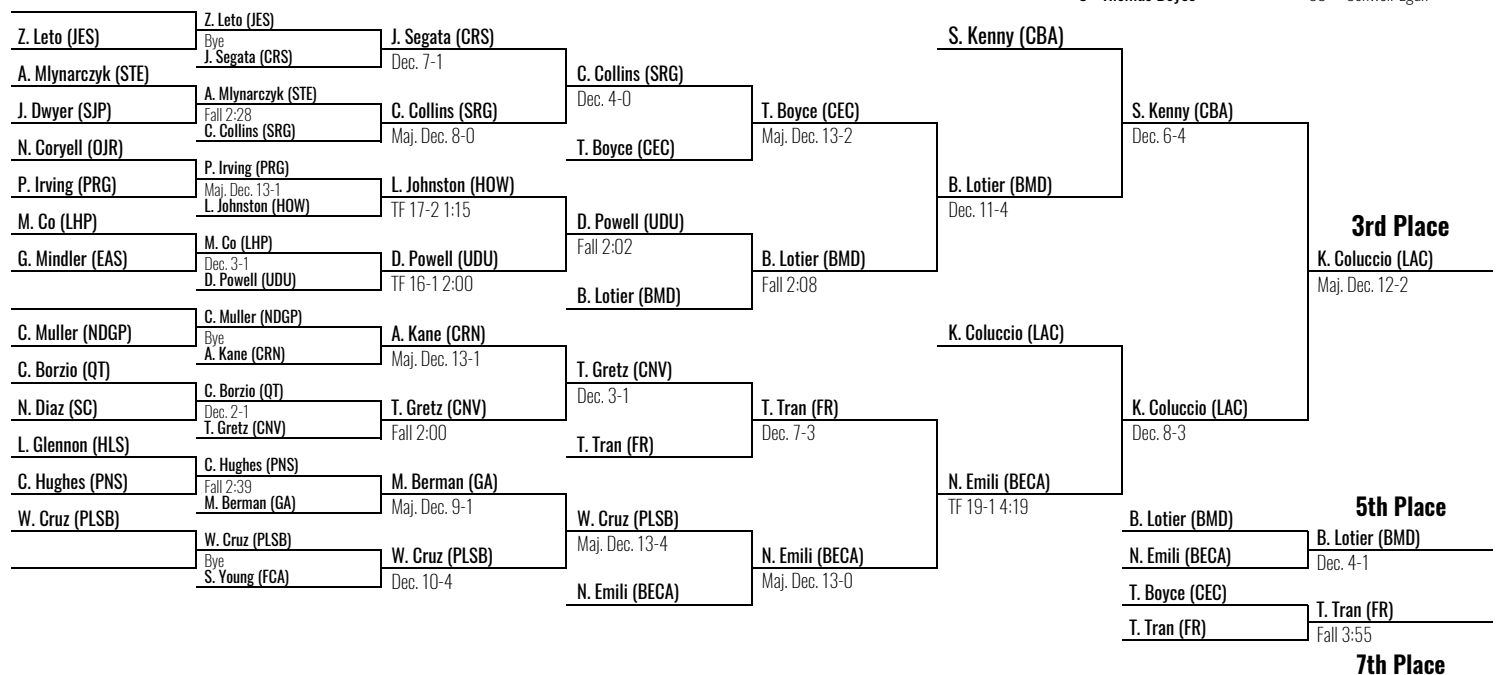 Thomas Boyce
Z. Leto (JES)
A. Mlynarczyk (STE)
J. Dwyer (SJP)
N. Coryell (OJR)
P. Irving (PRG)
M. Co (LHP)
G. Mindler (EAS)
C. Muller (NDGP)
C. Borzio (QT)
N. Diaz (SC)
L. Glennon (HLS)
C. Hughes (PNS)
W. Cruz (PLSB)
Z. Leto (JES)
Bye
J. Segata (CRS)
A. Mlynarczyk (STE)
Fall 2:28
C. Collins (SRG)
P. Irving (PRG)
Maj. Dec. 13-1
L. Johnston (HOW)
M. Co (LHP)
Dec. 3-1
D. Powell (UDU)
C. Muller (NDGP)
Bye
A. Kane (CRN)
C. Borzio (QT)
Dec. 2-1
T. Gretz (CNV)
C. Hughes (PNS)
Fall 2:39
M. Berman (GA)
W. Cruz (PLSB)
Bye
S. Young (FCA)
J. Segata (CRS)
Dec. 7-1
C. Collins (SRG)
Maj. Dec. 8-0
L. Johnston (HOW)
TF 17-2 1:15
D. Powell (UDU)
TF 16-1 2:00
A. Kane (CRN)
Maj. Dec. 13-1
T. Gretz (CNV)
Fall 2:00
M. Berman (GA)
Maj. Dec. 9-1
W. Cruz (PLSB)
Dec. 10-4
C. Collins (SRG)
Dec. 4-0
T. Boyce (CEC)
D. Powell (UDU)
Fall 2:02
B. Lotier (BMD)
T. Gretz (CNV)
Dec. 3-1
T. Tran (FR)
W. Cruz (PLSB)
Maj. Dec. 13-4
N. Emili (BECA)
T. Boyce (CEC)
Maj. Dec. 13-2
B. Lotier (BMD)
Fall 2:08
T. Tran (FR)
Dec. 7-3
N. Emili (BECA)
Maj. Dec. 13-0
S. Kenny (CBA)
B. Lotier (BMD)
Dec. 11-4
K. Coluccio (LAC)
N. Emili (BECA)
TF 19-1 4:19
S. Kenny (CBA)
Dec. 6-4
K. Coluccio (LAC)
Dec. 8-3
3rd Place
K. Coluccio (LAC)
Maj. Dec. 12-2
B. Lotier (BMD)
N. Emili (BECA)
5th Place
B. Lotier (BMD)
Dec. 4-1
T. Boyce (CEC)
T. Tran (FR)
T. Tran (FR)
Fall 3:55
7th Place